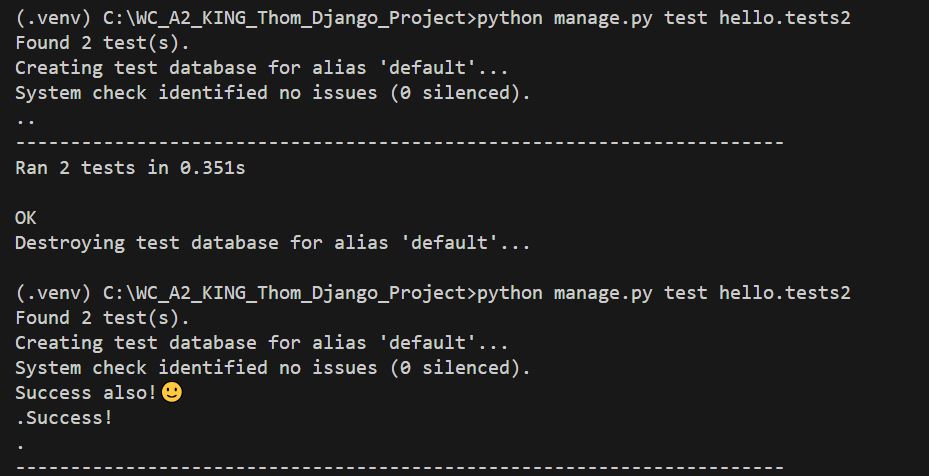 (.venv) C:\WC_A2_KING_Thom_Django_Project>python manage.py test hello.tests2
Found 2 test(s).
Creating test database for alias 'default'...
System check identified no issues (0 silenced).
..
----------------------------------------------------------------------
Ran 2 tests in 0.351s
OK
Destroying test database for alias 'default'...
(.venv) C:\WC_A2_KING_Thom_Django_Project>python manage.py test hello.tests2
Found 2 test(s).
Creating test database for alias 'default'...
System check identified no issues (0 silenced).
Success also!🙂
.Success!
.
----------------------------------------------------------------------